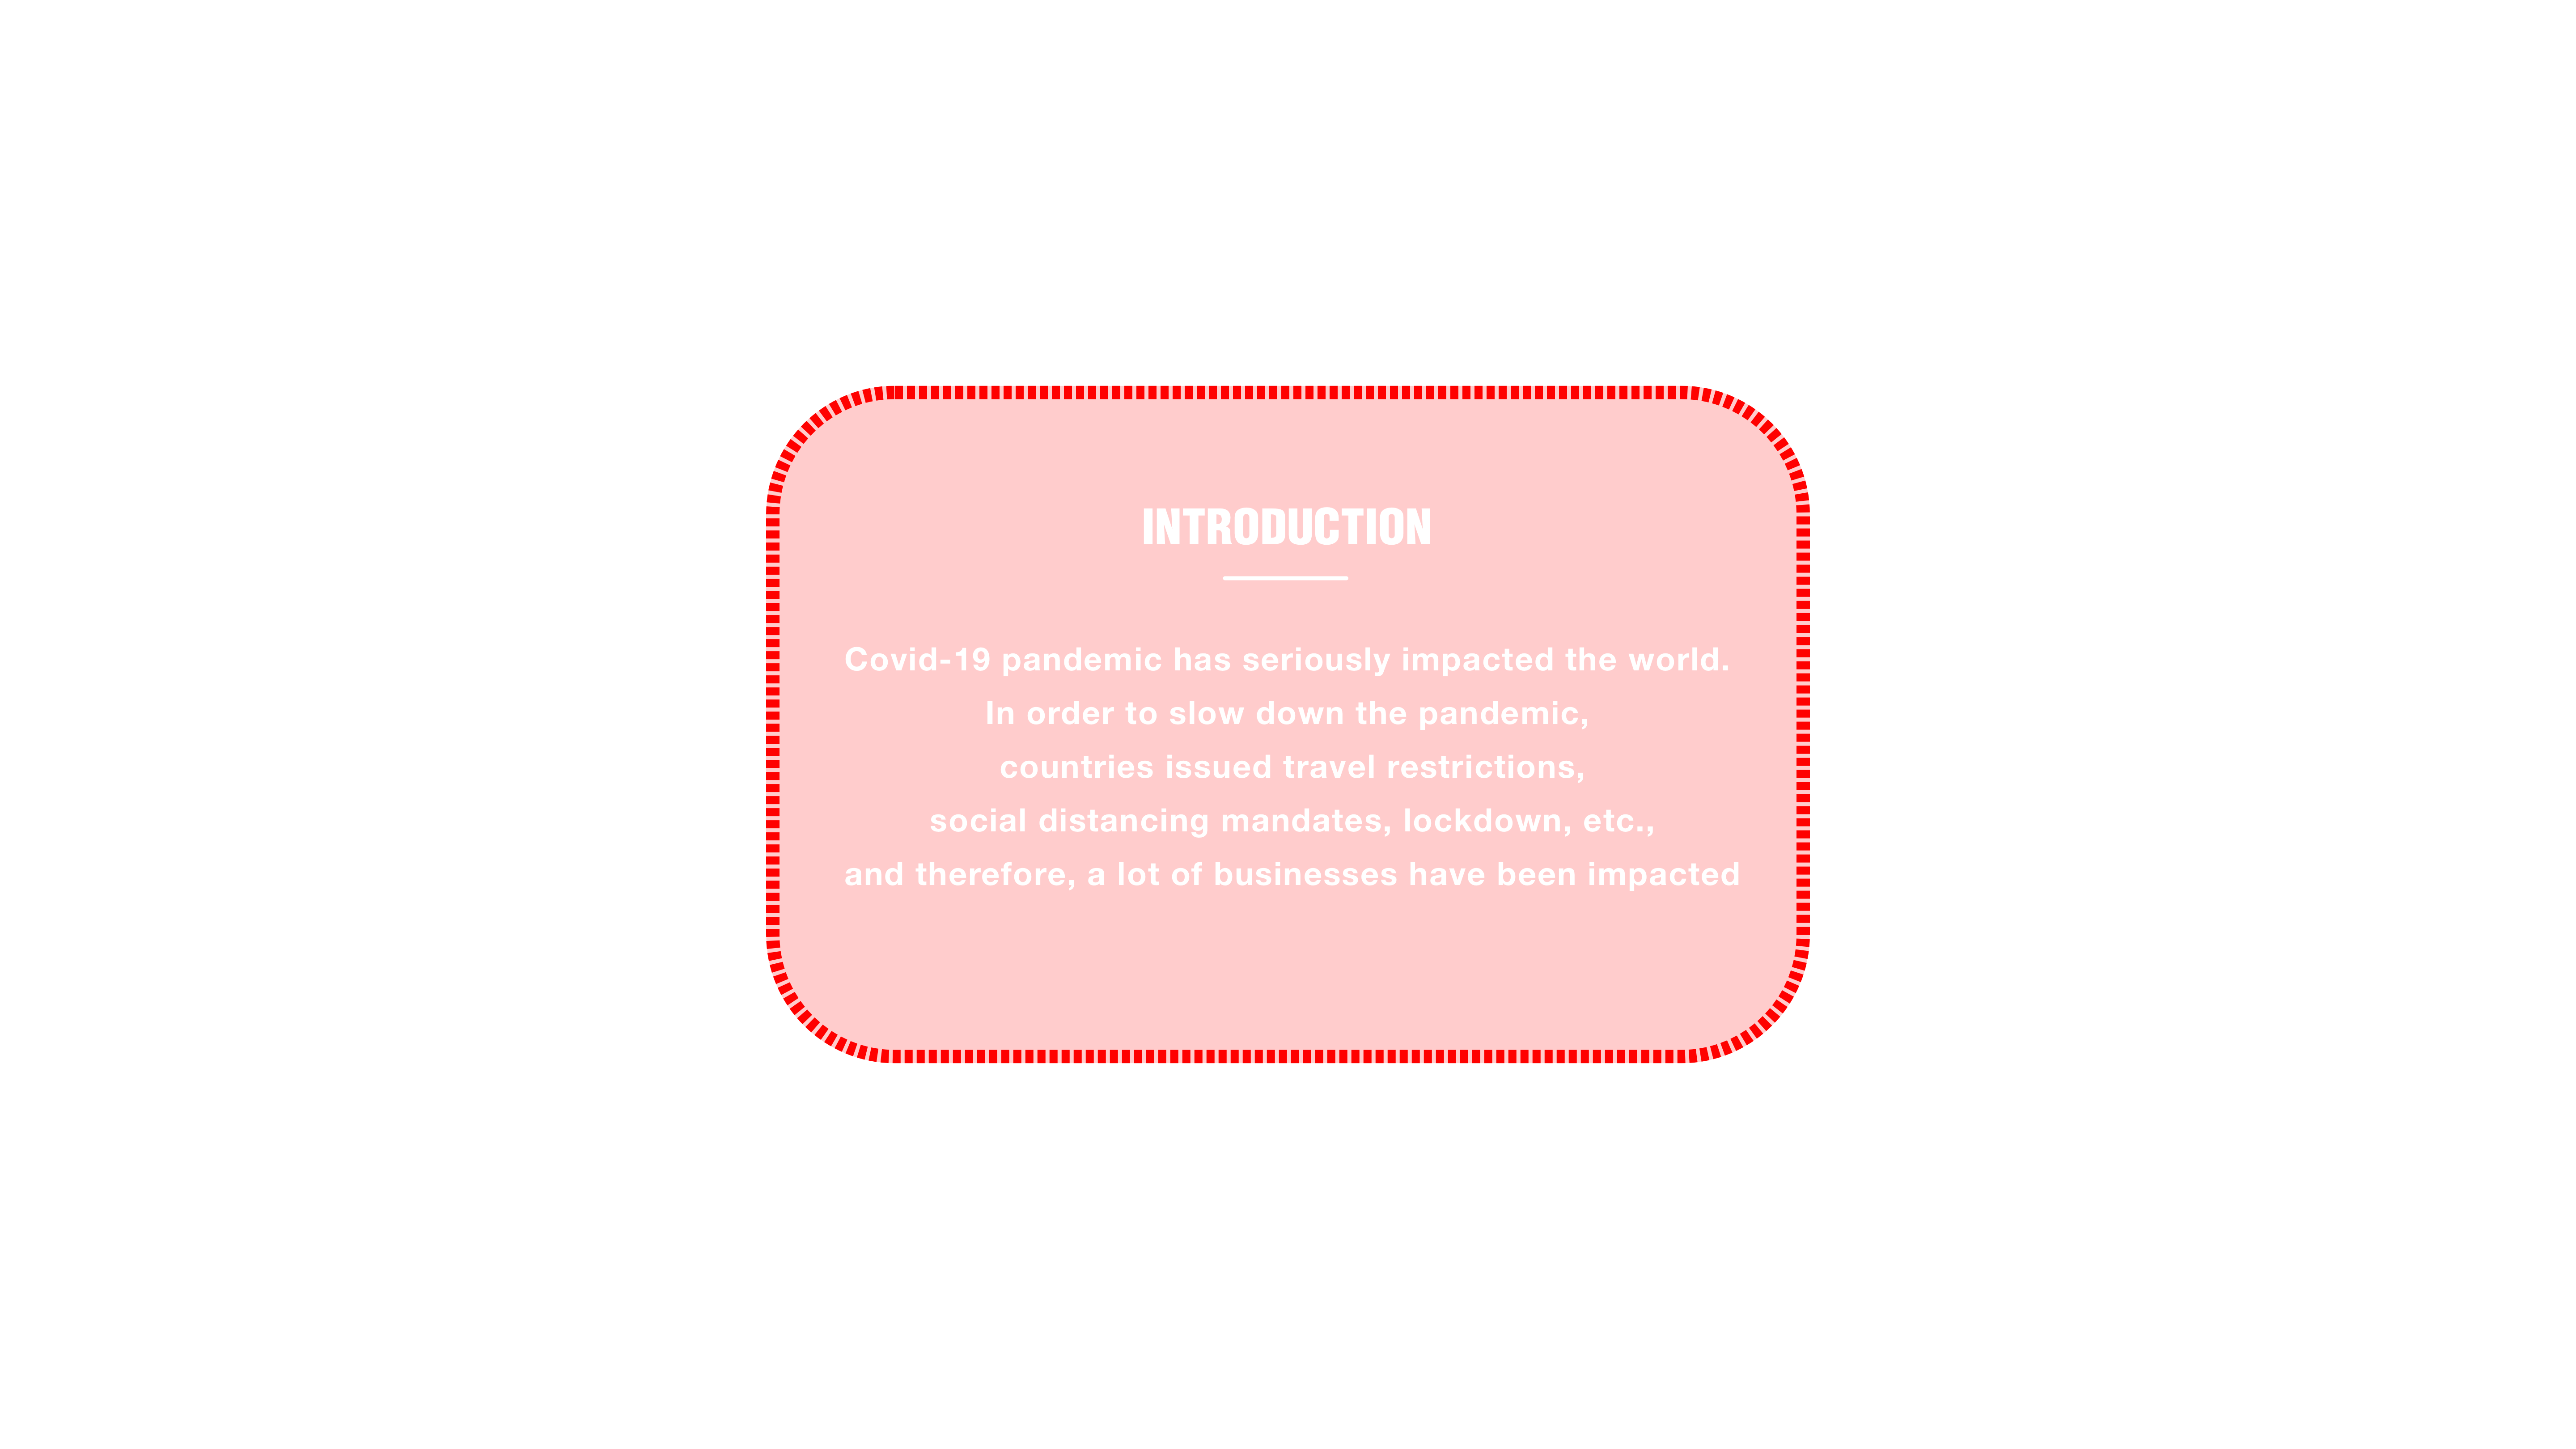 INTRODUCTION
Covid-19 pandemic has seriously impacted the world.
In order to slow down the pandemic,
countries issued travel restrictions,
social distancing mandates, lockdown, etc.,
and therefore, a lot of businesses have been impacted